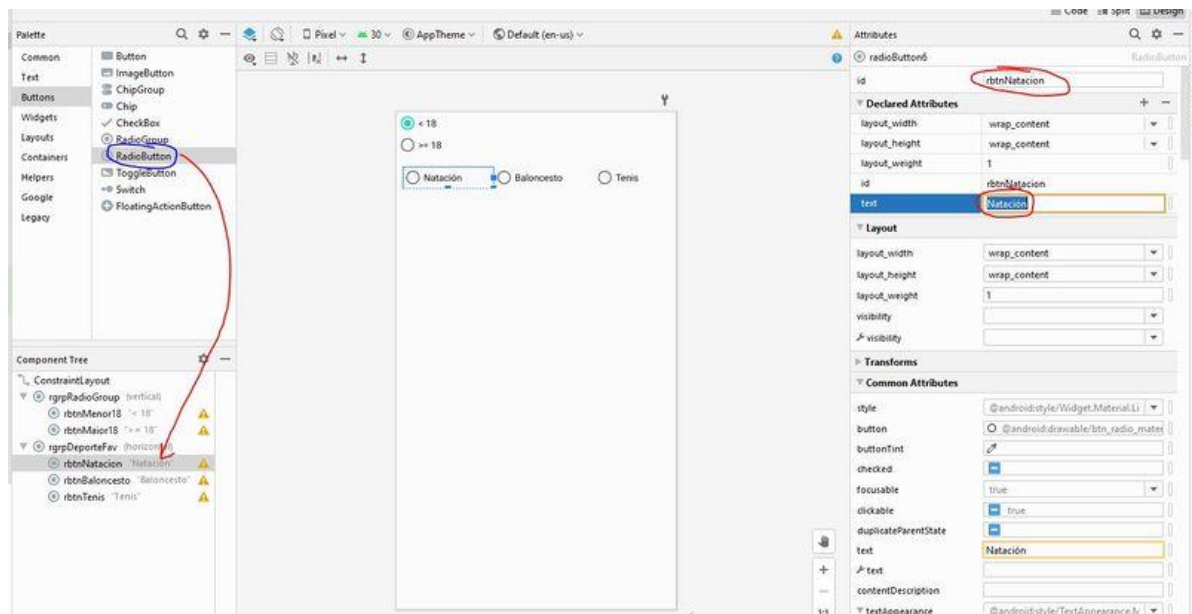 Code Split Design
Palette
Pixel 30 AppTheme Default (en-us)
Attributes
Common
Text
Buttons
Widgets
Layouts
Containers
Helpers
Google
Legacy
Button
ImageButton
ChipGroup
Chip
CheckBox
RadioGroup
RadioButton
ToggleButton
Switch
FloatingActionButton
< 18
>= 18
Natación Baloncesto Tenis
Component Tree
ConstraintLayout
rgrpRadioGroup (vertical)
rbtnMenor18 "< 18"
rbtnMaior18 ">= 18"
rgrpDeporteFav (horizontal)
rbtnNatacion "Natación"
rbtnBaloncesto "Baloncesto"
rbtnTenis "Tenis"
1:1
radioButton6 RadioButton
id rbtnNatacion
Declared Attributes
layout_width wrap_content
layout_height wrap_content
layout_weight 1
id rbtnNatacion
text Natación
Layout
layout_width wrap_content
layout_height wrap_content
layout_weight 1
visibility
visibility
Transforms
Common Attributes
style @android:style/Widget.Material.Li
button @android:drawable/btn_radio_mater
buttonTint
checked
focusable true
clickable true
duplicateParentState
text Natación
text
contentDescription
textAppearance @android:style/TextAppearance.M